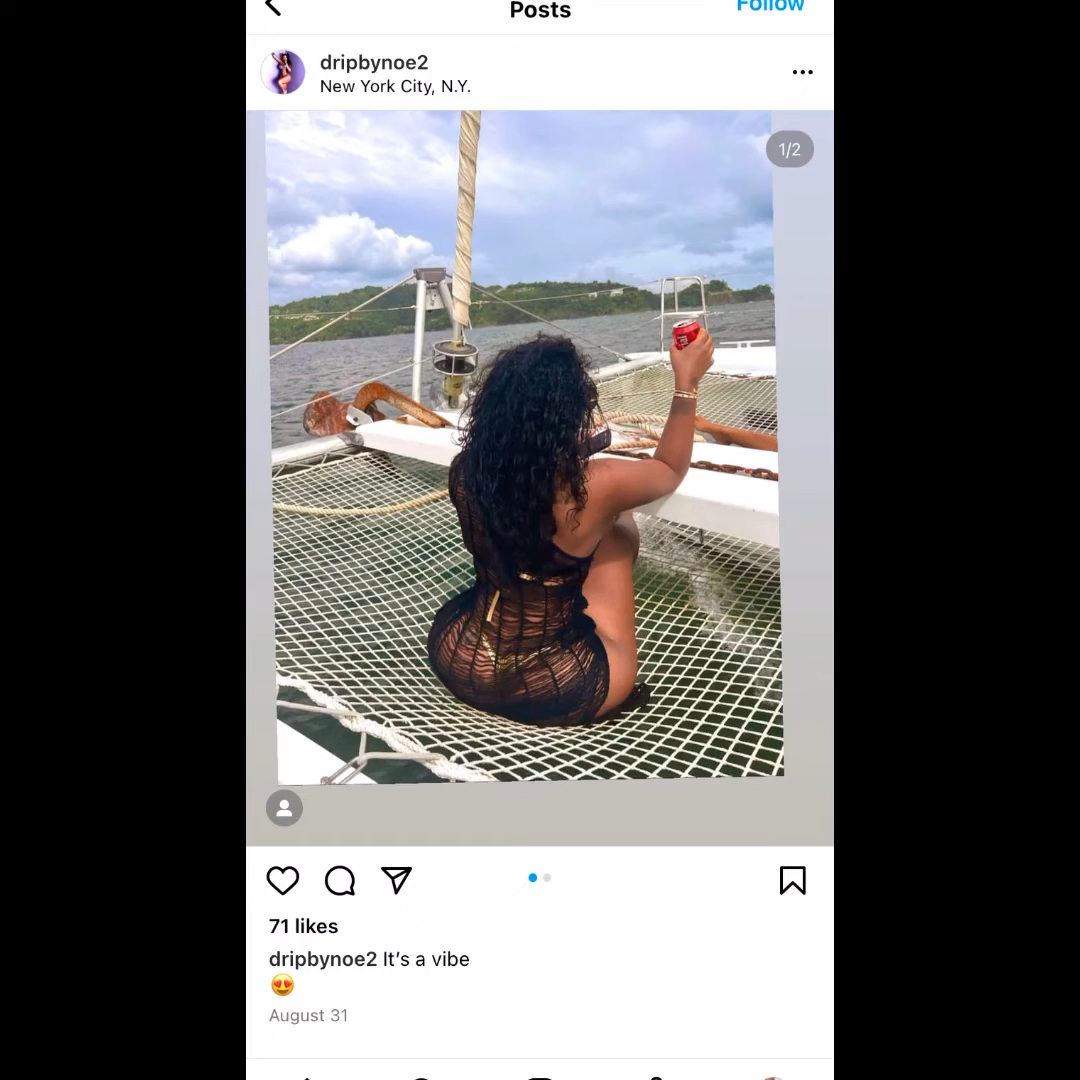 Posts
Follow
dripbynoe2
New York City, N.Y.
1/2
71 likes
dripbynoe2 It's a vibe
😍
August 31